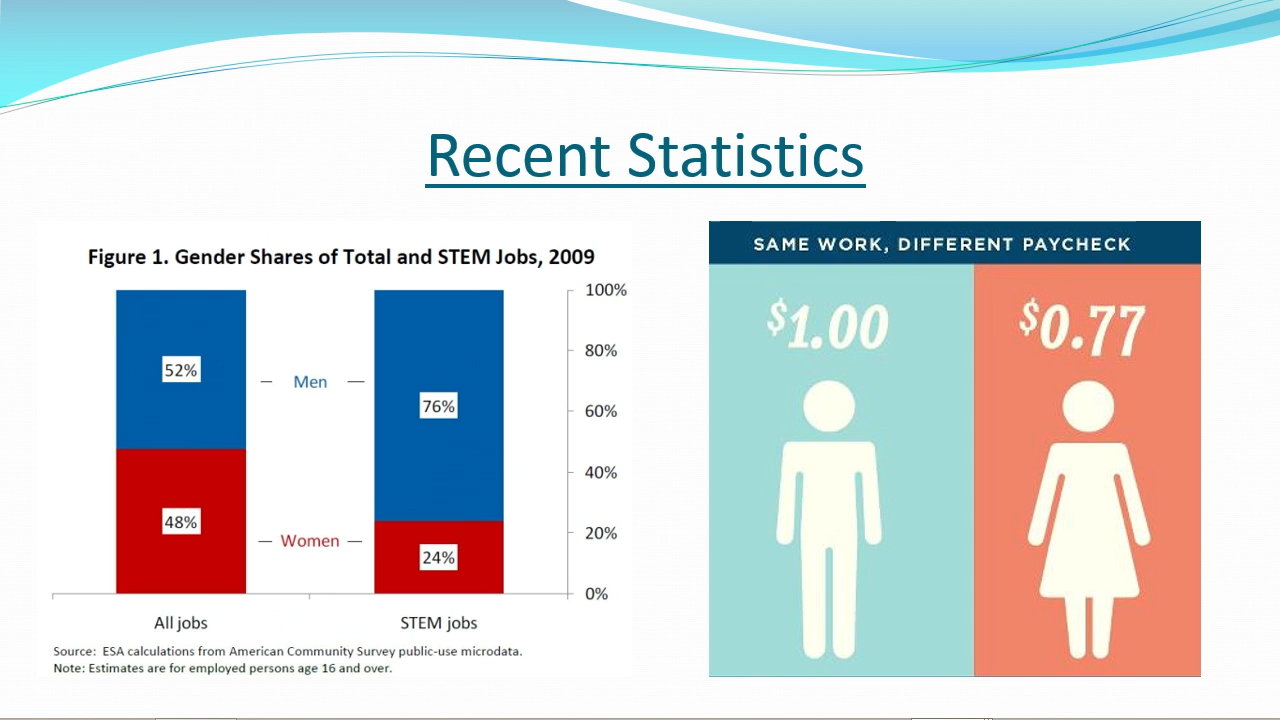 Recent Statistics
Figure 1. Gender Shares of Total and STEM Jobs, 2009
100%
80%
60%
40%
20%
0%
52%
Men
76%
48%
Women
24%
All jobs
STEM jobs
Source: ESA calculations from American Community Survey public-use microdata.
Note: Estimates are for employed persons age 16 and over.
SAME WORK, DIFFERENT PAYCHECK
$1.00
$0.77